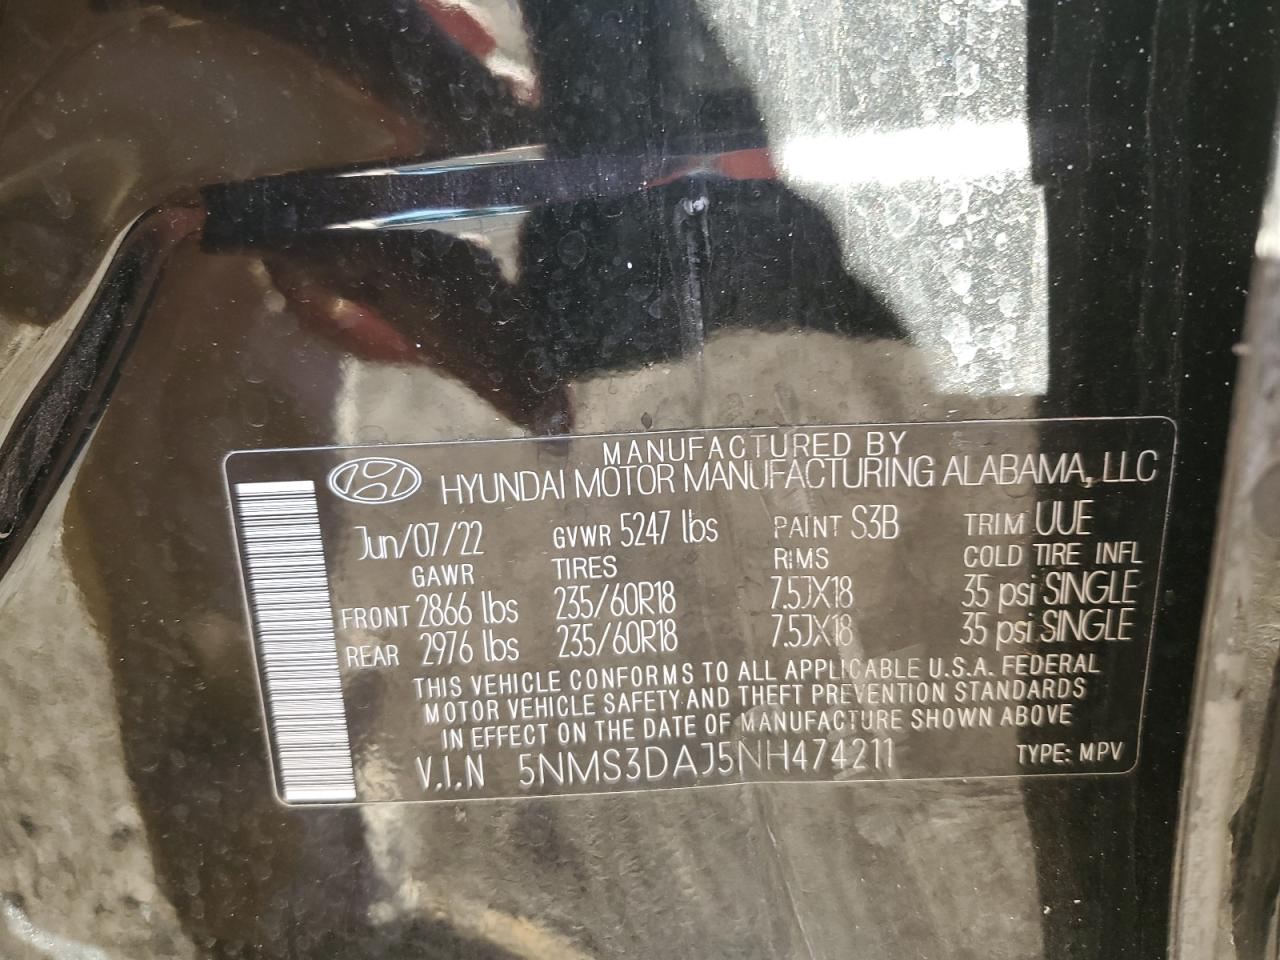 MANUFACTURED BY
HYUNDAI MOTOR MANUFACTURING ALABAMA, LLC
Jun/07/22 GVWR 5247 lbs PAINT S3B TRIM UUE
GAWR TIRES RIMS COLD TIRE INFL
FRONT 2866 lbs 235/60R18 7.5JX18 35 psi SINGLE
REAR 2976 lbs 235/60R18 7.5JX18 35 psi SINGLE
THIS VEHICLE CONFORMS TO ALL APPLICABLE U.S.A. FEDERAL
MOTOR VEHICLE SAFETY AND THEFT PREVENTION STANDARDS
IN EFFECT ON THE DATE OF MANUFACTURE SHOWN ABOVE
V.I.N 5NMS3DAJ5NH474211 TYPE: MPV